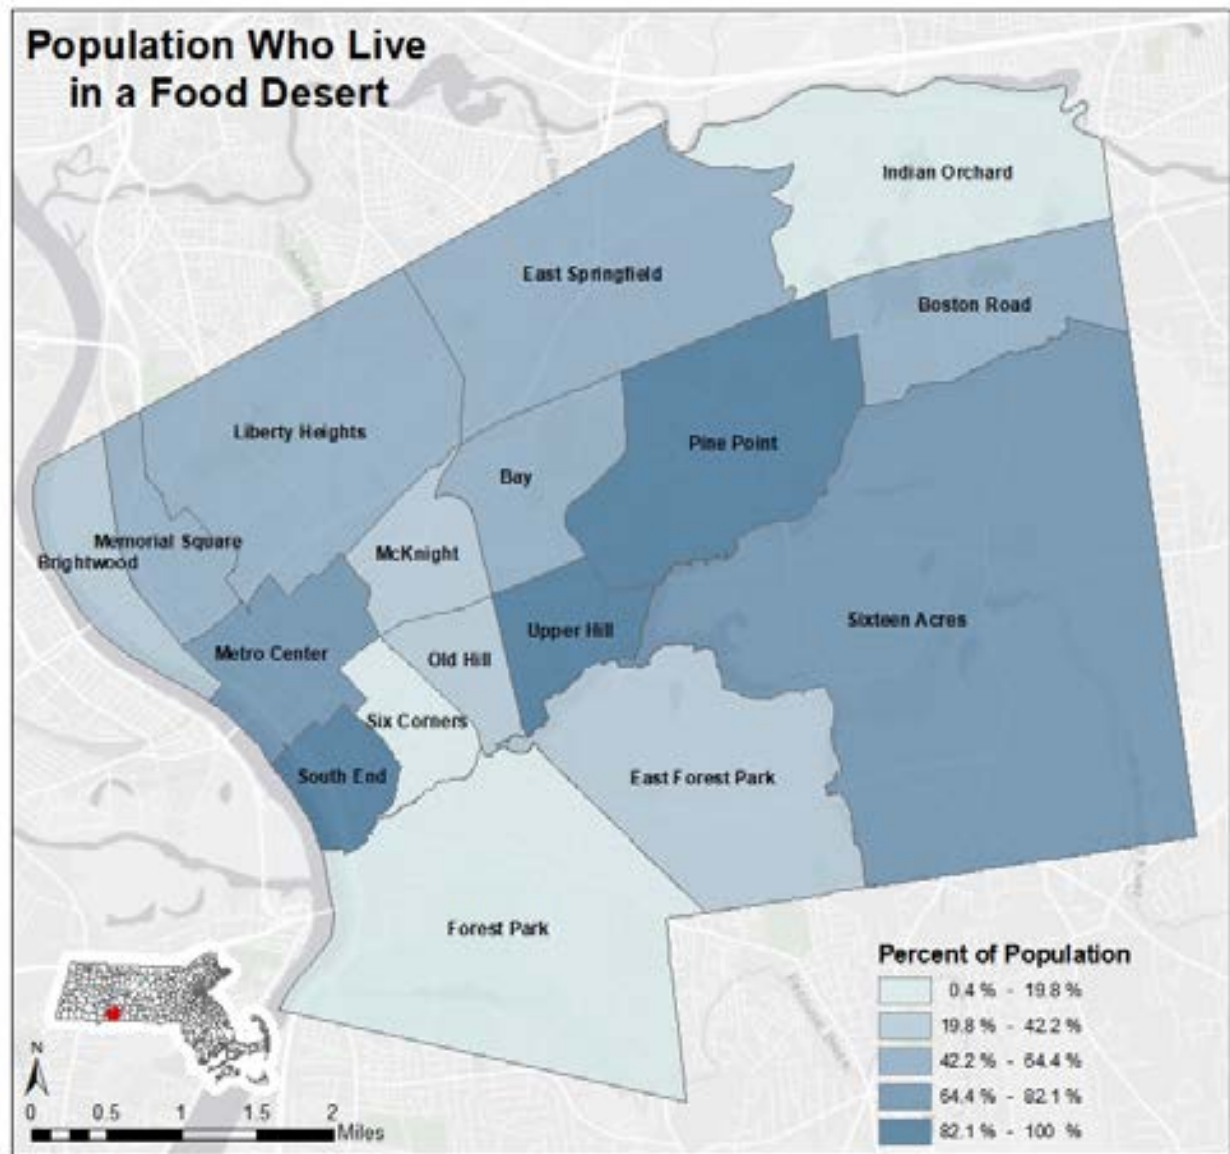 Population Who Live
in a Food Desert
Indian Orchard
East Springfield
Boston Road
Liberty Heights
Pine Point
Bay
Memorial Square
McKnight
Brightwood
Sixteen Acres
Upper Hill
Metro Center
Old Hill
Six Corners
South End
East Forest Park
Forest Park
Percent of Population
0.4 % - 19.8 %
19.8 % - 42.2 %
42.2 % - 64.4 %
64.4 % - 82.1 %
82.1 % - 100 %
N
0 0.5 1 1.5 2
Miles